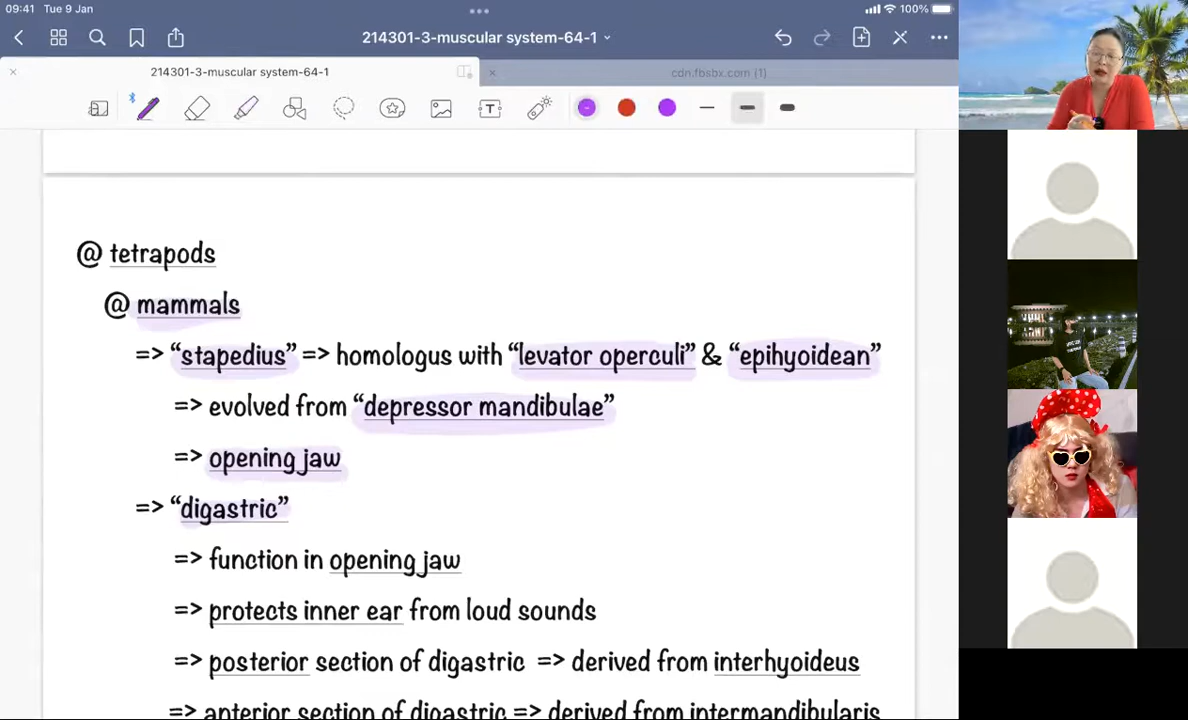 09:41 Tue 9 Jan
100%
214301-3-muscular system-64-1
214301-3-muscular system-64-1
cdn.fbsbx.com (1)
T
@ tetrapods
@ mammals
=> “stapedius” => homologus with “levator operculi” & “epihyoidean”
=> evolved from “depressor mandibulae”
=> opening jaw
=> “digastric”
=> function in opening jaw
=> protects inner ear from loud sounds
=> posterior section of digastric => derived from interhyoideus
=> anterior section of digastric => derived from intermandibularis